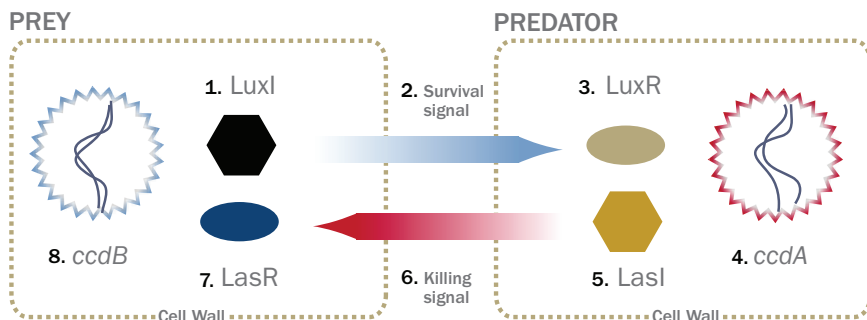 PREY
PREDATOR
1. LuxI
2. Survival
signal
3. LuxR
8. ccdB
7. LasR
6. Killing
signal
5. LasI
4. ccdA
Cell Wall
Cell Wall